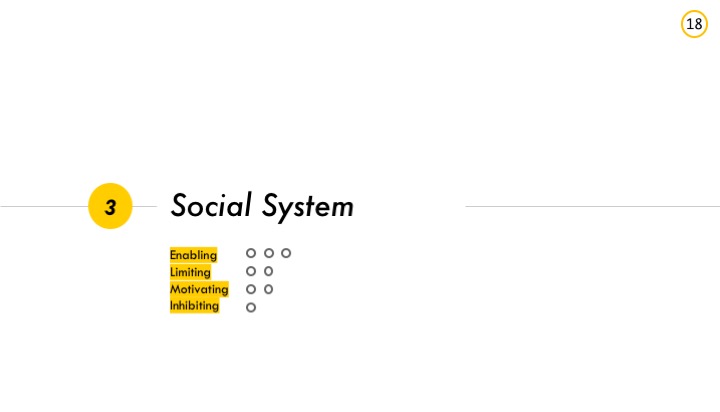 18
3
Social System
Enabling
Limiting
Motivating
Inhibiting